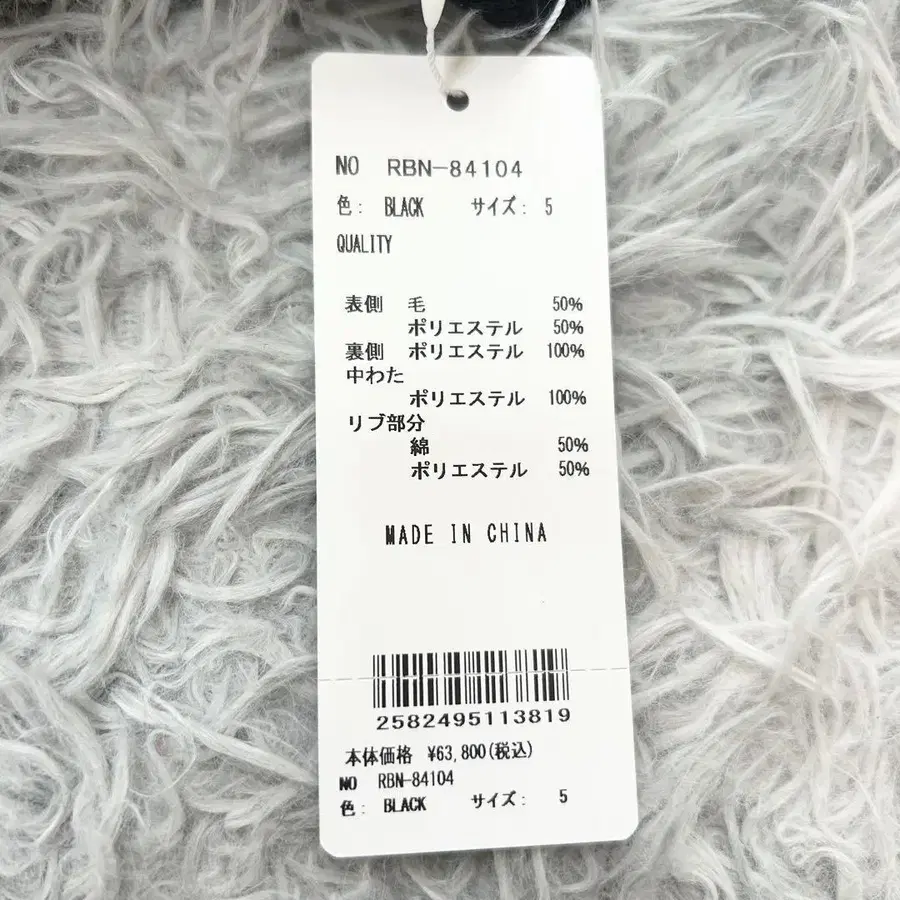 NO RBN-84104
色: BLACK サイズ: 5
QUALITY
表側 毛 50%
ポリエステル 50%
裏側 ポリエステル 100%
中わた
ポリエステル 100%
リブ部分
綿 50%
ポリエステル 50%
MADE IN CHINA
2582495113819
本体価格 ¥63,800(税込)
NO RBN-84104
色: BLACK サイズ: 5